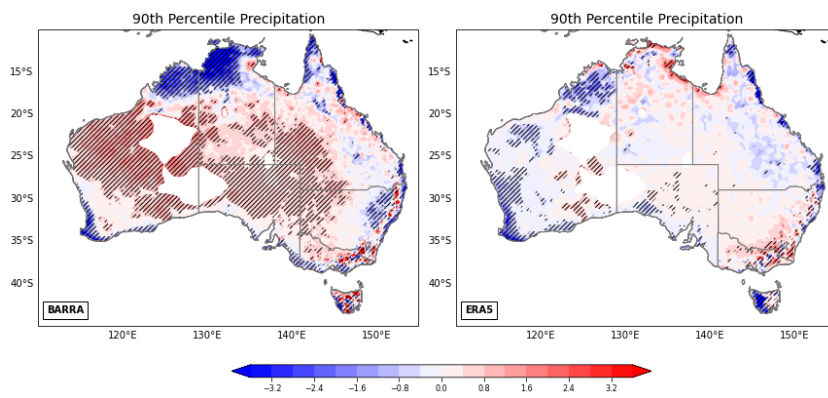 90th Percentile Precipitation
15°S
20°S
25°S
30°S
35°S
40°S
BARRA
120°E
130°E
140°E
150°E
90th Percentile Precipitation
15°S
20°S
25°S
30°S
35°S
40°S
ERA5
120°E
130°E
140°E
150°E
−3.2
−2.4
−1.6
−0.8
0.0
0.8
1.6
2.4
3.2